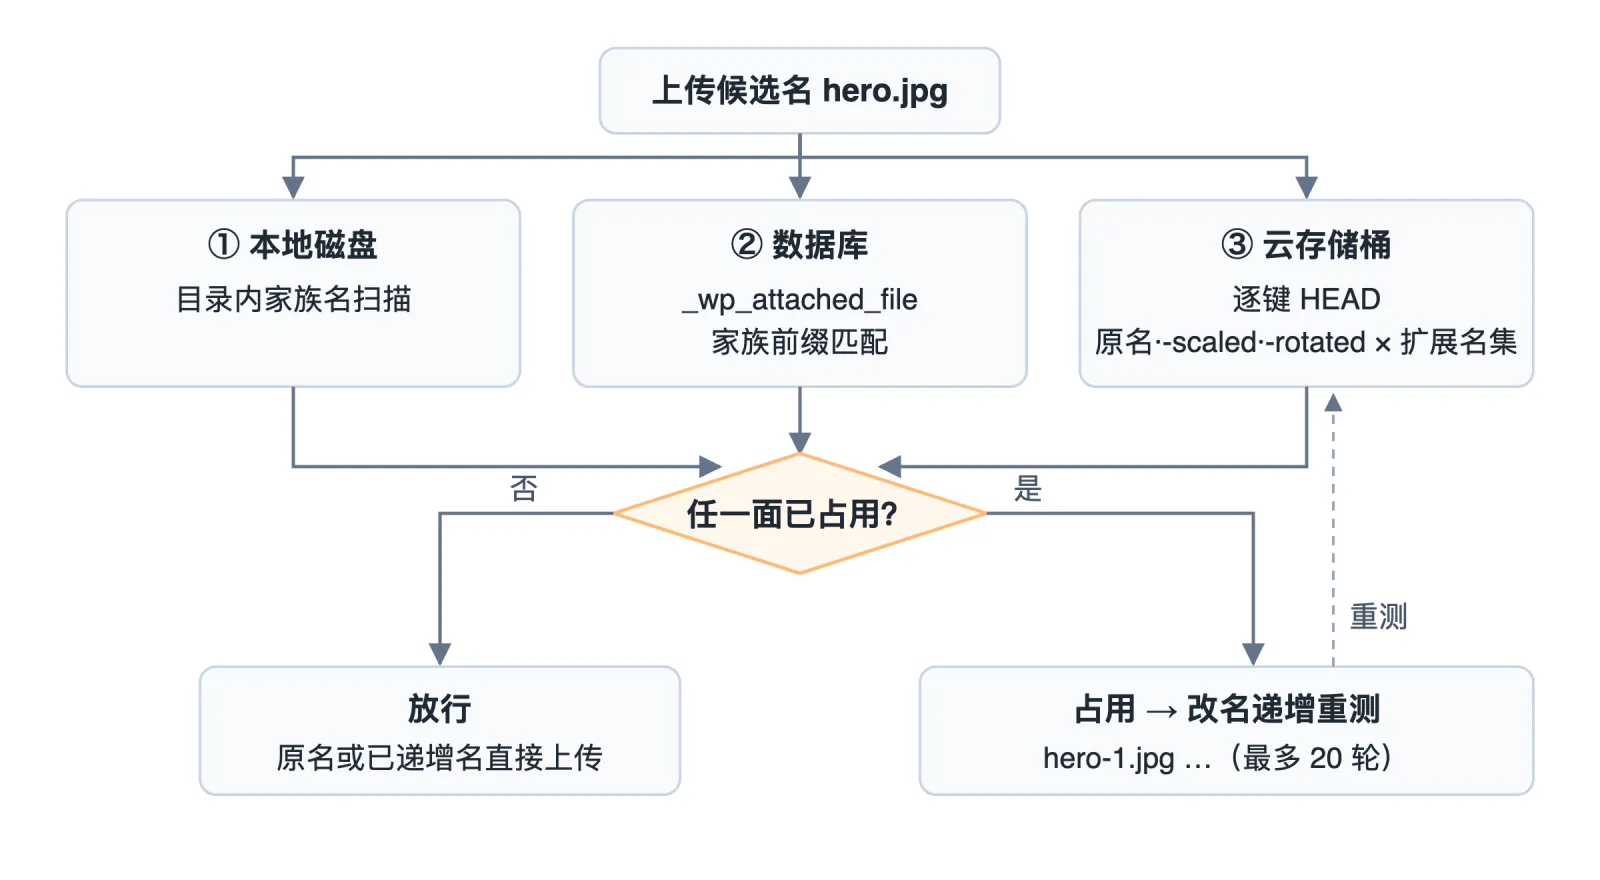 上传候选名 hero.jpg
① 本地磁盘
目录内家族名扫描
② 数据库
_wp_attached_file
家族前缀匹配
③ 云存储桶
逐键 HEAD
原名·-scaled·-rotated × 扩展名集
否
是
任一面已占用?
重测
放行
原名或已递增名直接上传
占用 → 改名递增重测
hero-1.jpg …（最多 20 轮）